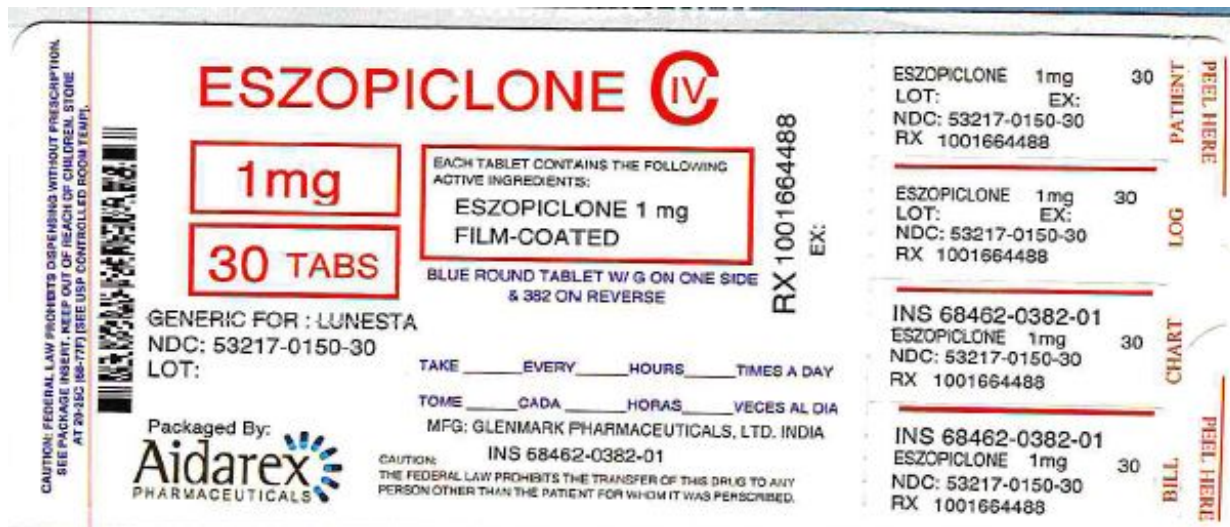 CAUTION: FEDERAL LAW PROHIBITS DISPENSING WITHOUT PRESCRIPTION.
SEE PACKAGE INSERT. KEEP OUT OF REACH OF CHILDREN. STORE
AT 20-25C (68-77F) [SEE USP CONTROLLED ROOM TEMP].
ESZOPICLONE CIV
1mg
30 TABS
EACH TABLET CONTAINS THE FOLLOWING
ACTIVE INGREDIENTS:
ESZOPICLONE 1 mg
FILM-COATED
BLUE ROUND TABLET W/ G ON ONE SIDE
& 382 ON REVERSE
RX 1001664488
EX:
GENERIC FOR : LUNESTA
NDC: 53217-0150-30
LOT:
TAKE ______EVERY______HOURS______TIMES A DAY
TOME ______CADA ______HORAS______VECES AL DIA
Packaged By:
Aidarex
PHARMACEUTICALS
MFG: GLENMARK PHARMACEUTICALS, LTD. INDIA
INS 68462-0382-01
CAUTION:
THE FEDERAL LAW PROHIBITS THE TRANSFER OF THIS DRUG TO ANY
PERSON OTHER THAN THE PATIENT FOR WHOM IT WAS PERSCRIBED.
ESZOPICLONE 1mg 30
LOT: EX:
NDC: 53217-0150-30
RX 1001664488
PATIENT
PEEL HERE
ESZOPICLONE 1mg 30
LOT: EX:
NDC: 53217-0150-30
RX 1001664488
LOG
INS 68462-0382-01
ESZOPICLONE 1mg 30
NDC: 53217-0150-30
RX 1001664488
CHART
INS 68462-0382-01
ESZOPICLONE 1mg 30
NDC: 53217-0150-30
RX 1001664488
BILL
PEEL HERE